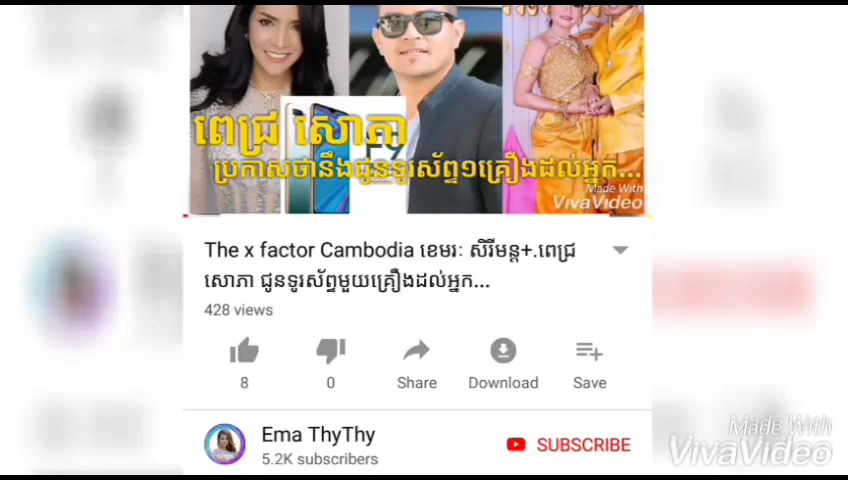 ពេជ្រ សោភា
F9
ប្រកាសថានឹងជូនទូរស័ព្ទ១គ្រឿងដល់អ្នក...
Made With
VivaVideo
The x factor Cambodia ខេមរៈ សិរីមន្ត+.ពេជ្រ
សោភា ជូនទូរស័ព្ទមួយគ្រឿងដល់អ្នក...
428 views
8
0
Share
Download
Save
Ema ThyThy
5.2K subscribers
SUBSCRIBE
Made With
VivaVideo